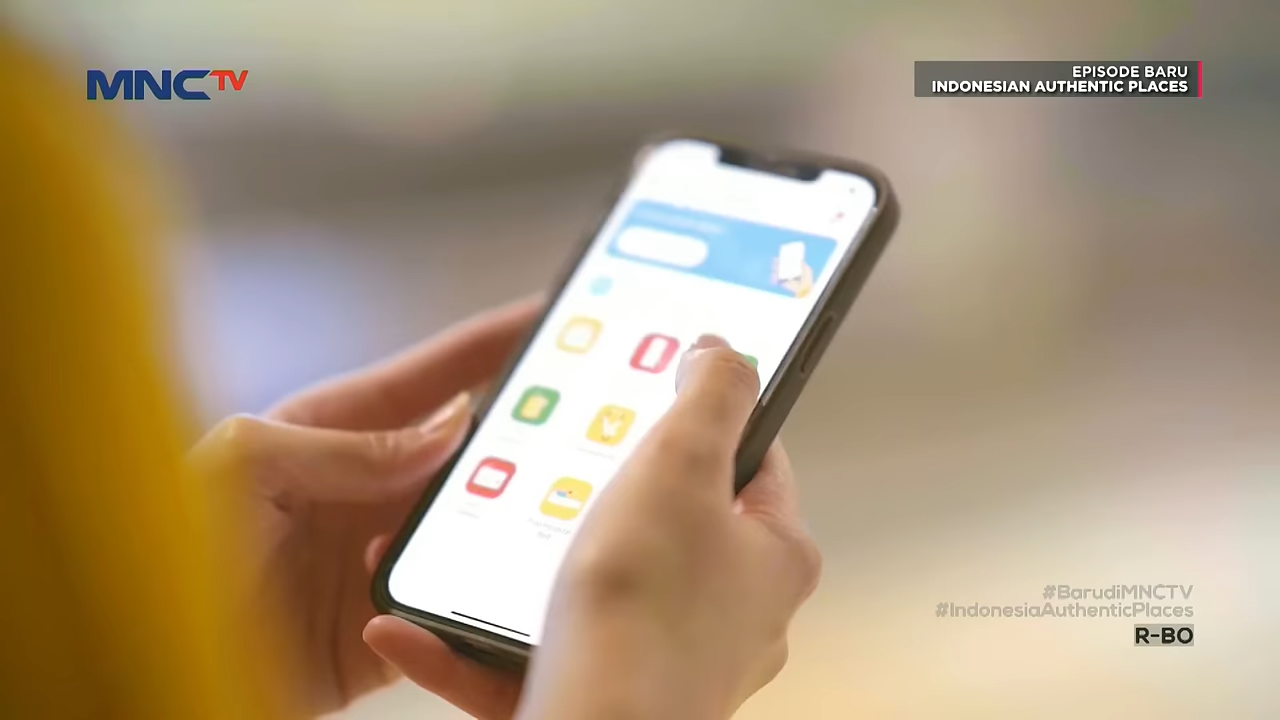 MNCTV
EPISODE BARU
INDONESIAN AUTHENTIC PLACES
#BarudiMNCTV
#IndonesiaAuthenticPlaces
R-BO